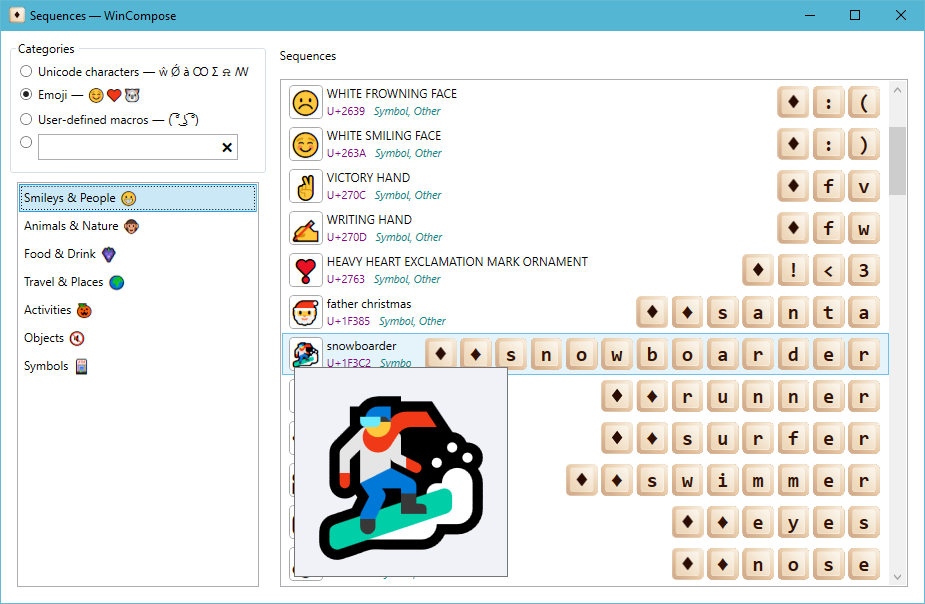 Sequences — WinCompose
Categories
Unicode characters — ŵ Ǿ à Ꝏ Σ ണ ꟿ
Emoji — 😊❤️🐺
User-defined macros — ( ͡° ͜ʖ ͡°)
Smileys & People 😁
Animals & Nature 🐵
Food & Drink 🍇
Travel & Places 🌍
Activities 🎃
Objects 🔇
Symbols 🎴
Sequences
WHITE FROWNING FACE ♦ : (
U+2639 Symbol, Other
WHITE SMILING FACE ♦ : )
U+263A Symbol, Other
VICTORY HAND ♦ f v
U+270C Symbol, Other
WRITING HAND ♦ f w
U+270D Symbol, Other
HEAVY HEART EXCLAMATION MARK ORNAMENT ♦ ! < 3
U+2763 Symbol, Other
father christmas ♦ ♦ s a n t a
U+1F385 Symbol, Other
snowboarder ♦ ♦ s n o w b o a r d e r
U+1F3C2 Symbo
♦ ♦ r u n n e r
♦ ♦ s u r f e r
♦ ♦ s w i m m e r
♦ ♦ e y e s
♦ ♦ n o s e